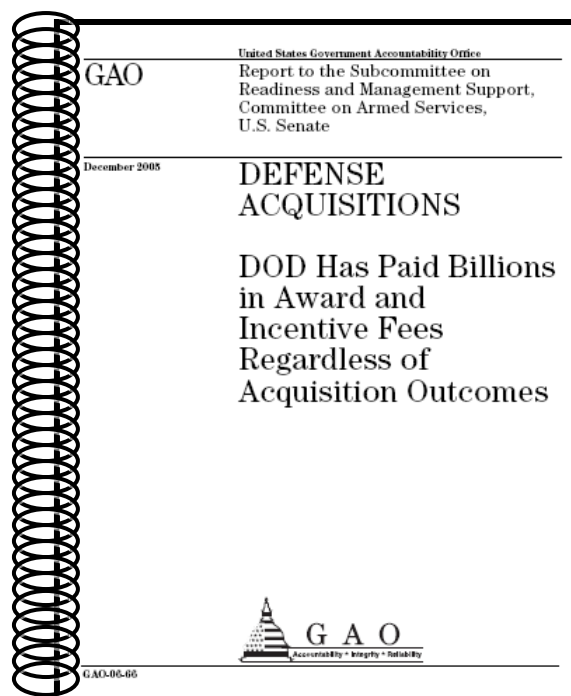 United States Government Accountability Office
GAO
Report to the Subcommittee on
Readiness and Management Support,
Committee on Armed Services,
U.S. Senate
December 2005
DEFENSE
ACQUISITIONS
DOD Has Paid Billions
in Award and
Incentive Fees
Regardless of
Acquisition Outcomes
G A O
Accountability * Integrity * Reliability
GAO-06-66